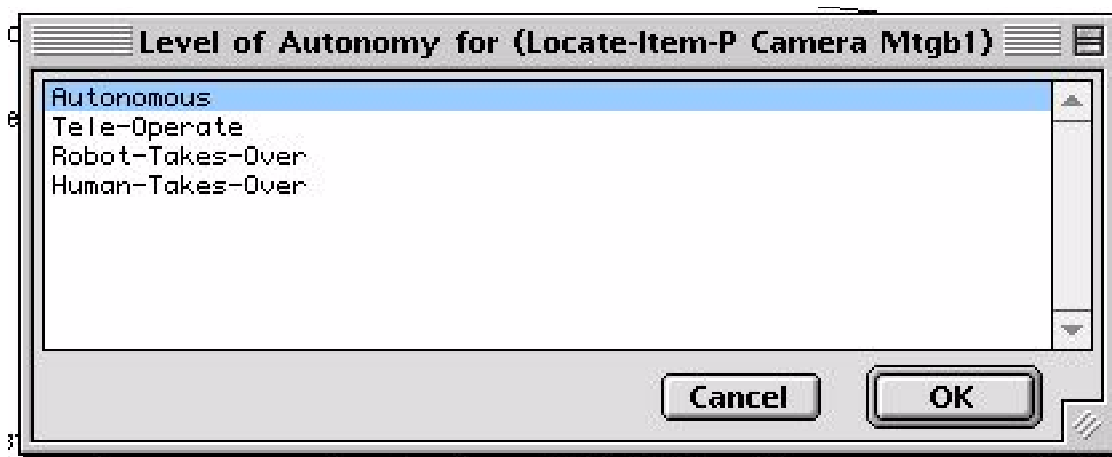 Level of Autonomy for (Locate-Item-P Camera Mtgb1)
Autonomous
Tele-Operate
Robot-Takes-Over
Human-Takes-Over
Cancel
OK